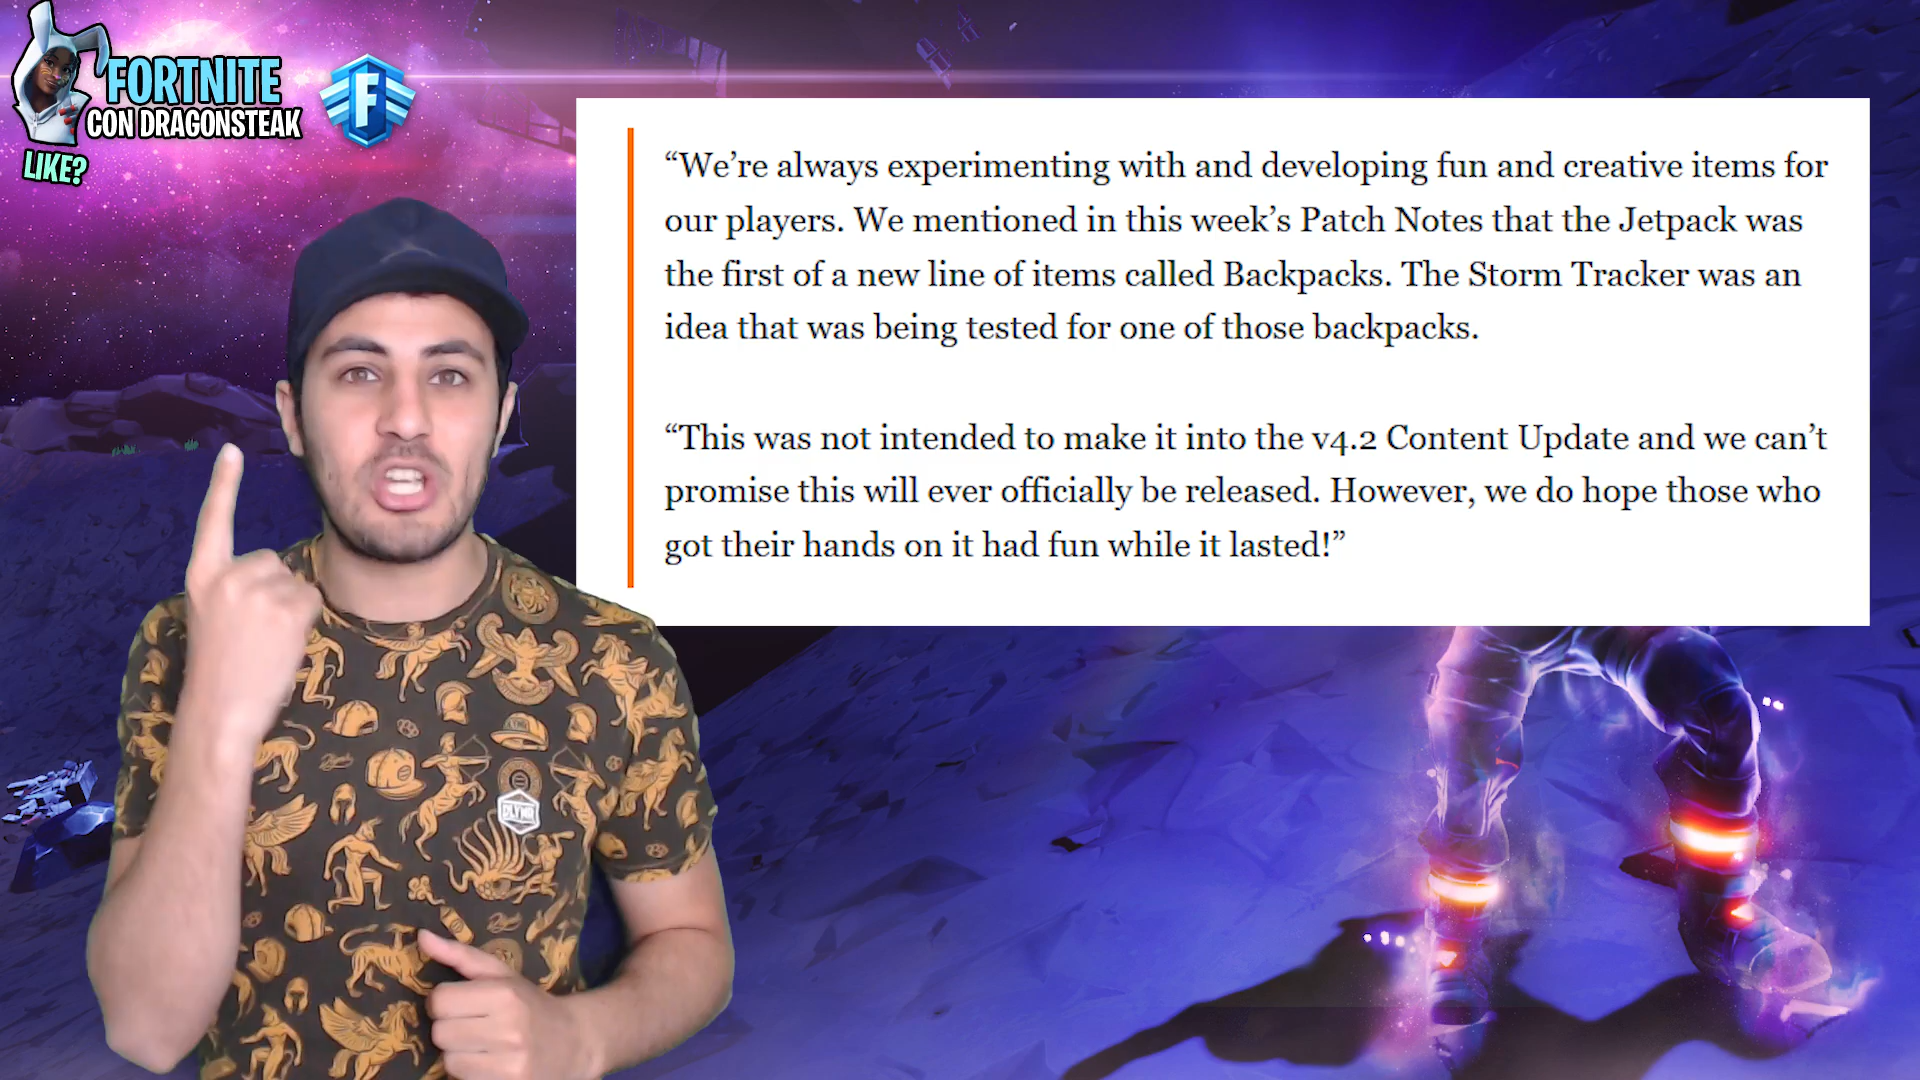 FORTNITE
CON DRAGONSTEAK
F
LIKE?
“We’re always experimenting with and developing fun and creative items for
our players. We mentioned in this week’s Patch Notes that the Jetpack was
the first of a new line of items called Backpacks. The Storm Tracker was an
idea that was being tested for one of those backpacks.
“This was not intended to make it into the v4.2 Content Update and we can’t
promise this will ever officially be released. However, we do hope those who
got their hands on it had fun while it lasted!”